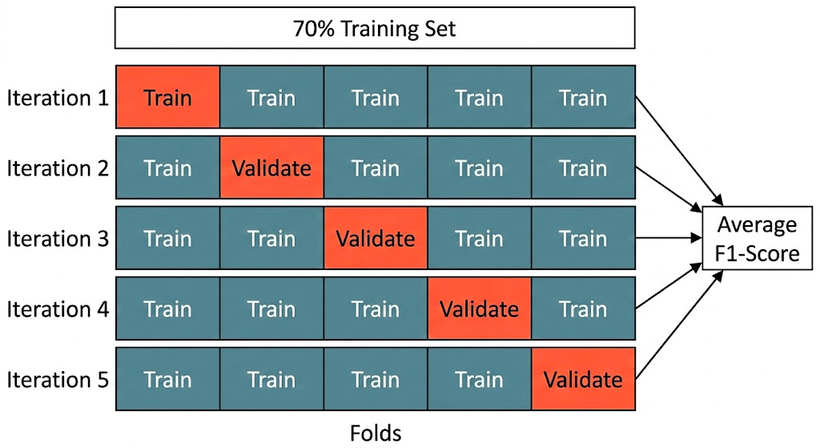 70% Training Set
Iteration 1 Train Train Train Train Train
Iteration 2 Train Validate Train Train Train
Iteration 3 Train Train Validate Train Train
Iteration 4 Train Train Train Validate Train
Iteration 5 Train Train Train Train Validate
Average
F1-Score
Folds